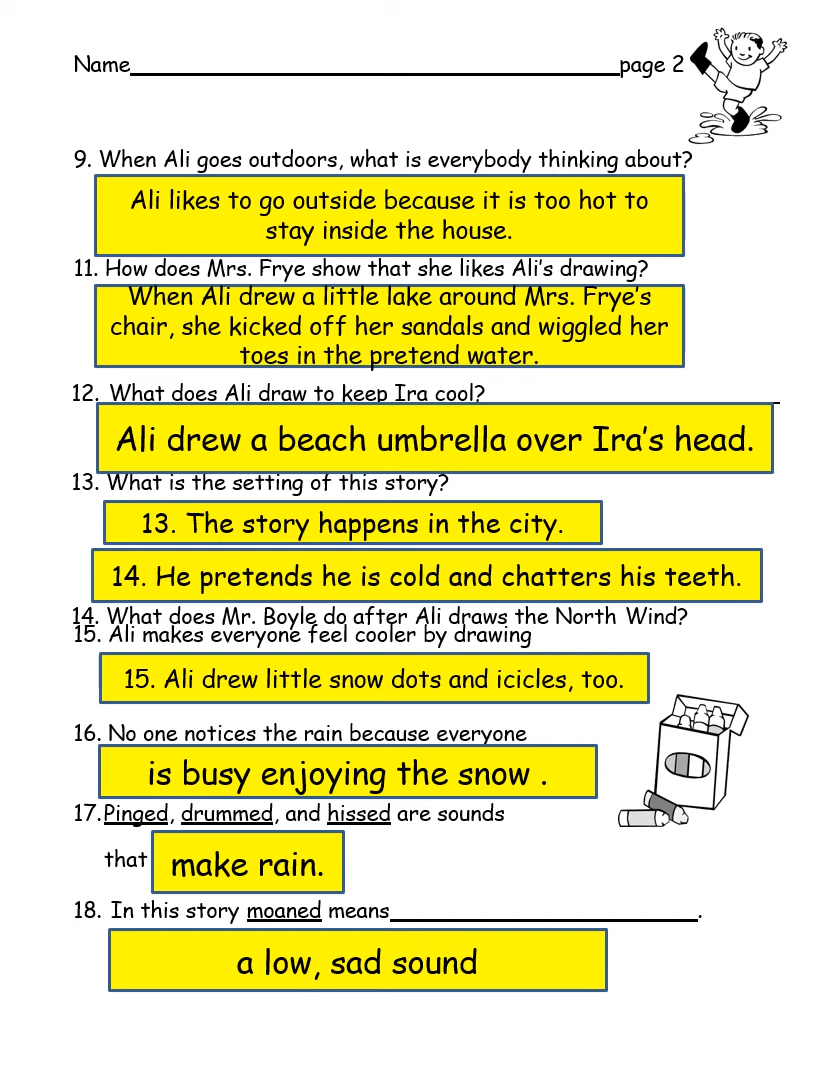 Name page 2
9. When Ali goes outdoors, what is everybody thinking about?
Ali likes to go outside because it is too hot to
stay inside the house.
11. How does Mrs. Frye show that she likes Ali's drawing?
When Ali drew a little lake around Mrs. Frye's
chair, she kicked off her sandals and wiggled her
toes in the pretend water.
12. What does Ali draw to keep Ira cool?
Ali drew a beach umbrella over Ira's head.
13. What is the setting of this story?
13. The story happens in the city.
14. He pretends he is cold and chatters his teeth.
14. What does Mr. Boyle do after Ali draws the North Wind?
15. Ali makes everyone feel cooler by drawing
15. Ali drew little snow dots and icicles, too.
16. No one notices the rain because everyone
is busy enjoying the snow .
17. Pinged, drummed, and hissed are sounds
that make rain.
18. In this story moaned means .
a low, sad sound